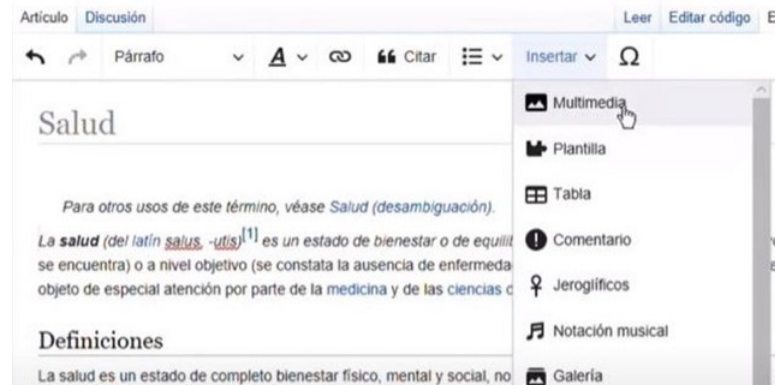 Artículo Discusión Leer Editar código E
Párrafo A Citar Insertar Ω
Multimedia
Salud
Plantilla
Tabla
Para otros usos de este término, véase Salud (desambiguación).
La salud (del latín salus, -utis)[1] es un estado de bienestar o de equilib
Comentario
se encuentra) o a nivel objetivo (se constata la ausencia de enfermeda
objeto de especial atención por parte de la medicina y de las ciencias d
Jeroglíficos
Notación musical
Definiciones
La salud es un estado de completo bienestar físico, mental y social, no
Galería